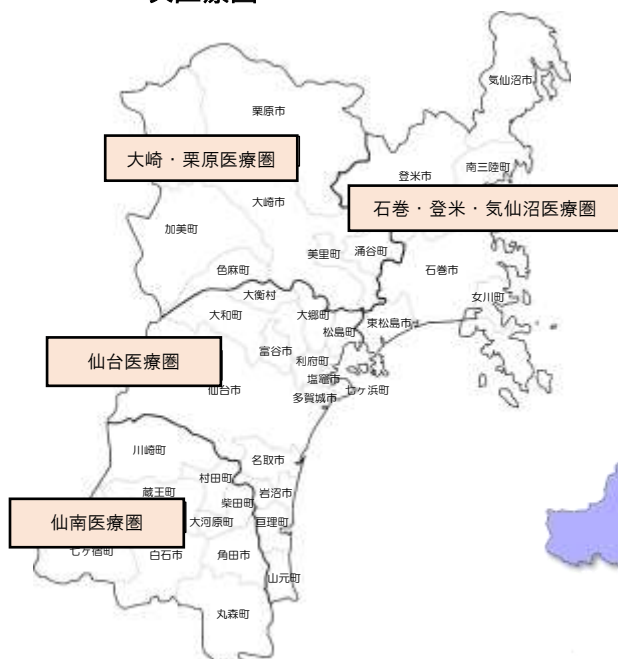 医療圏
気仙沼市
栗原市
大崎・栗原医療圏
登米市
南三陸町
石巻・登米・気仙沼医療圏
大崎市
加美町
涌谷町
美里町
石巻市
色麻町
女川町
大衡村
大和町
大郷町
東松島市
松島町
富谷市
利府町
仙台医療圏
塩竈市
仙台市
七ヶ浜町
多賀城市
川崎町
名取市
村田町
蔵王町
岩沼市
柴田町
仙南医療圏
大河原町
亘理町
七ヶ宿町
白石市
角田市
山元町
丸森町